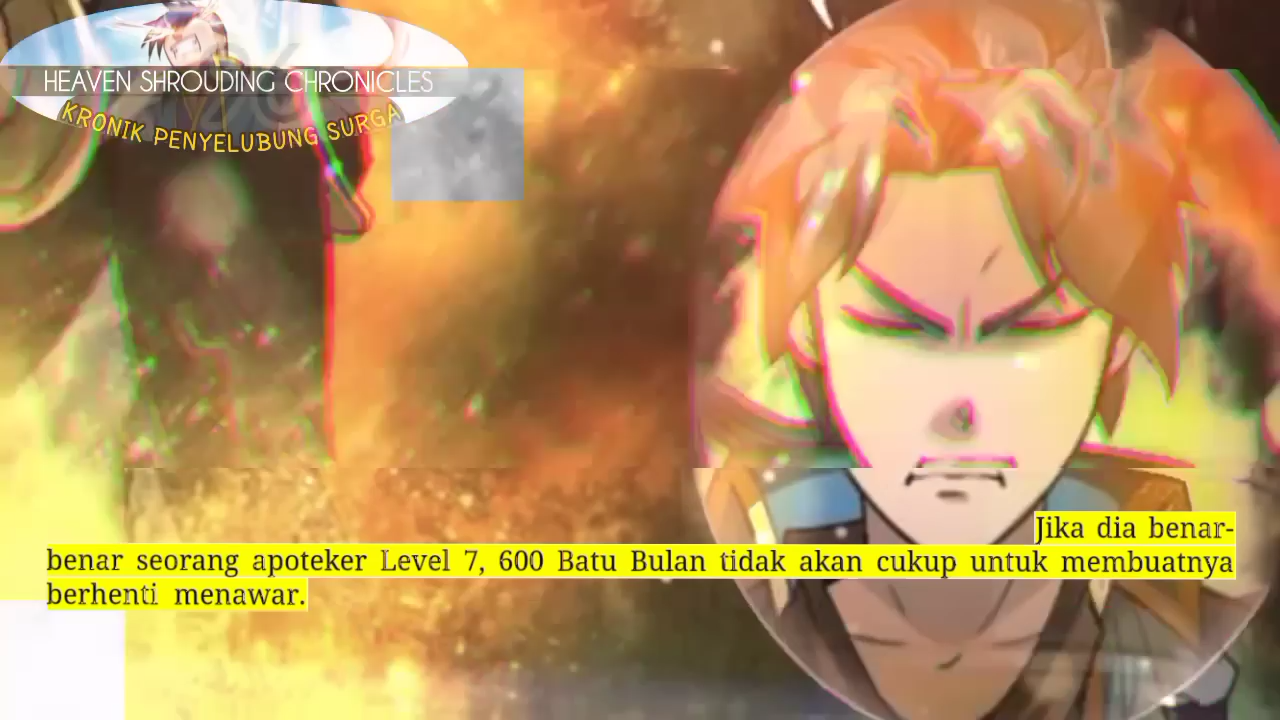 HEAVEN SHROUDING CHRONICLES
KRONIK PENYELUBUNG SURGA
Jika dia benar-
benar seorang apoteker Level 7, 600 Batu Bulan tidak akan cukup untuk membuatnya
berhenti menawar.